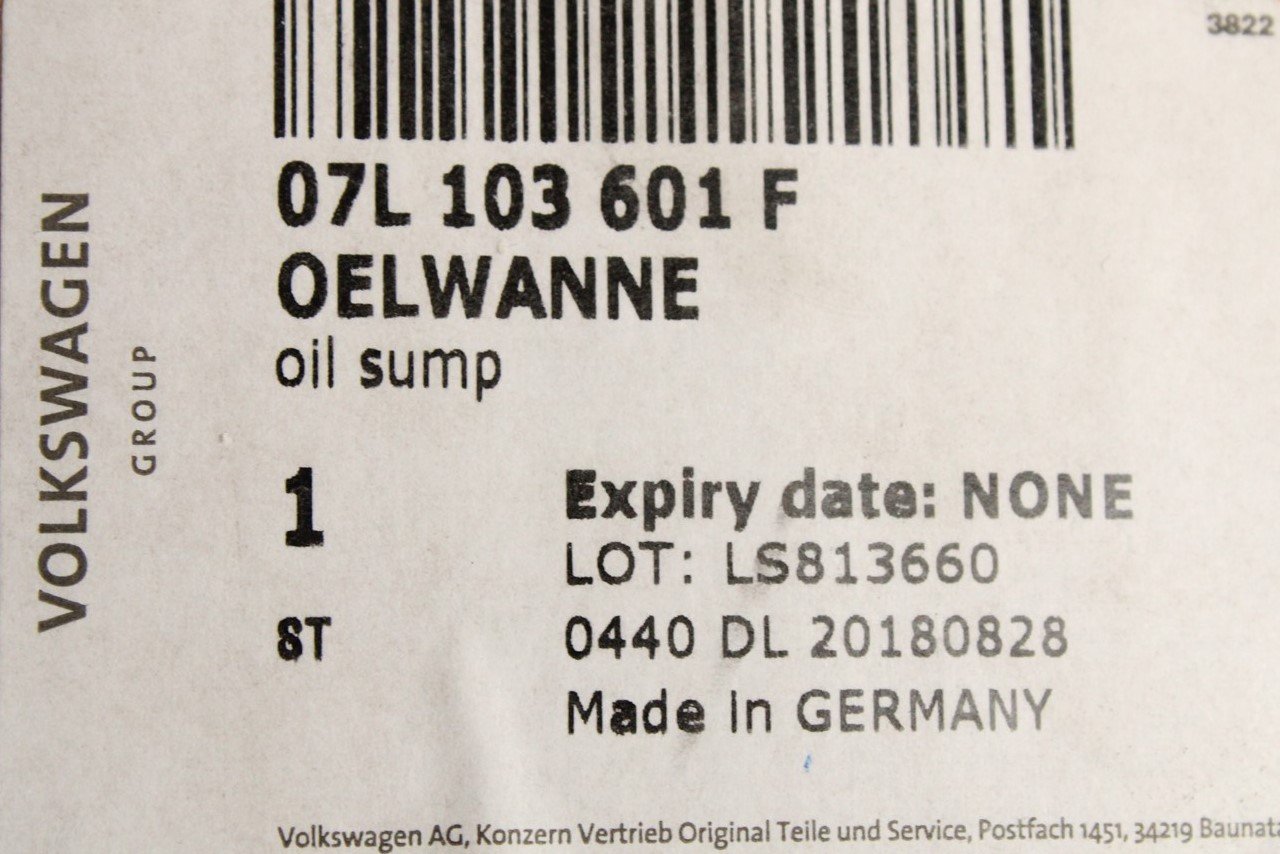 3822
07L 103 601 F
OELWANNE
oil sump
1
Expiry date: NONE
LOT: LS813660
ST
0440 DL 20180828
Made in GERMANY
Volkswagen AG, Konzern Vertrieb Original Teile und Service, Postfach 1451, 34219 Baunata
VOLKSWAGEN
GROUP